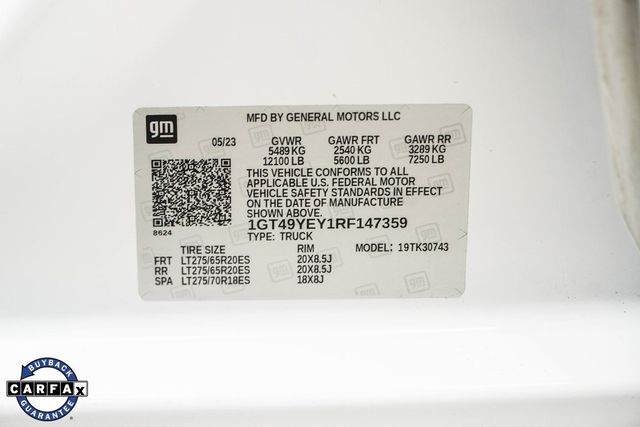 gm
MFD BY GENERAL MOTORS LLC
05/23 GVWR GAWR FRT GAWR RR
5489 KG 2540 KG 3289 KG
12100 LB 5600 LB 7250 LB
THIS VEHICLE CONFORMS TO ALL
APPLICABLE U.S. FEDERAL MOTOR
VEHICLE SAFETY STANDARDS IN EFFECT
ON THE DATE OF MANUFACTURE
SHOWN ABOVE.
8624
1GT49YEY1RF147359
TYPE: TRUCK MODEL: 19TK30743
TIRE SIZE RIM
FRT LT275/65R20ES 20X8.5J
RR LT275/65R20ES 20X8.5J
SPA LT275/70R18ES 18X8J
BUYBACK
CARFAX
GUARANTEE